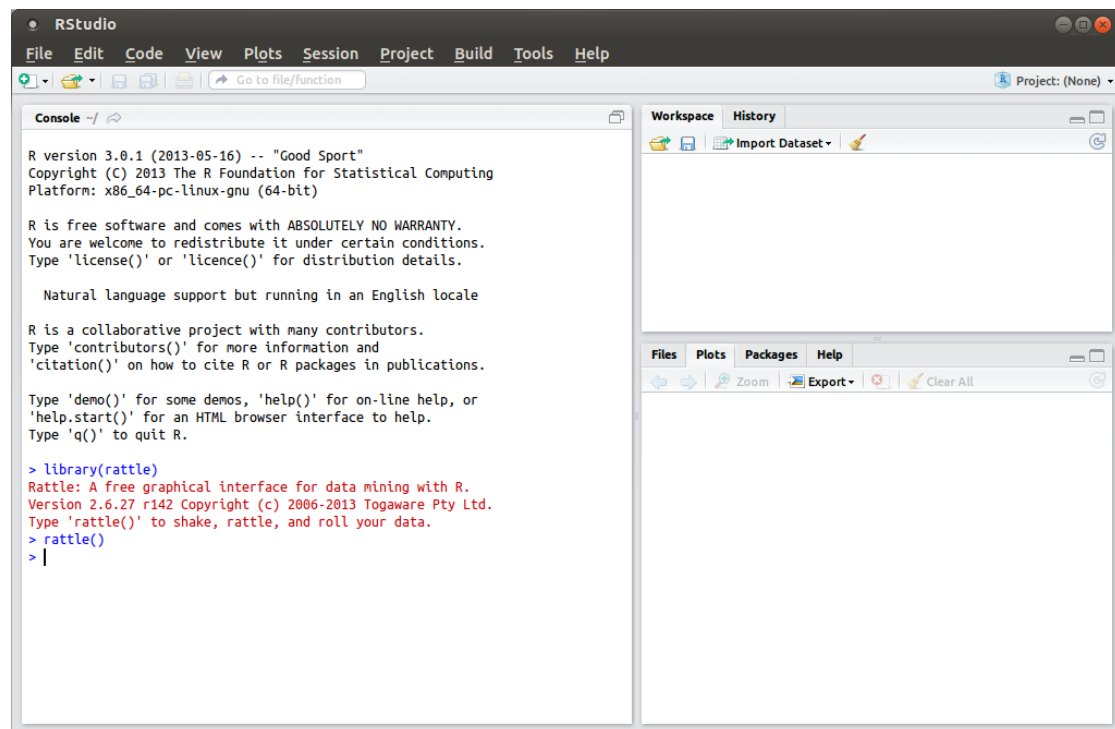 RStudio
File Edit Code View Plots Session Project Build Tools Help
Go to file/function
Project: (None)
Console ~/
R version 3.0.1 (2013-05-16) -- "Good Sport"
Copyright (C) 2013 The R Foundation for Statistical Computing
Platform: x86_64-pc-linux-gnu (64-bit)
R is free software and comes with ABSOLUTELY NO WARRANTY.
You are welcome to redistribute it under certain conditions.
Type 'license()' or 'licence()' for distribution details.
Natural language support but running in an English locale
R is a collaborative project with many contributors.
Type 'contributors()' for more information and
'citation()' on how to cite R or R packages in publications.
Type 'demo()' for some demos, 'help()' for on-line help, or
'help.start()' for an HTML browser interface to help.
Type 'q()' to quit R.
> library(rattle)
Rattle: A free graphical interface for data mining with R.
Version 2.6.27 r142 Copyright (c) 2006-2013 Togaware Pty Ltd.
Type 'rattle()' to shake, rattle, and roll your data.
> rattle()
>
Workspace History
Import Dataset
Files Plots Packages Help
Zoom Export Clear All